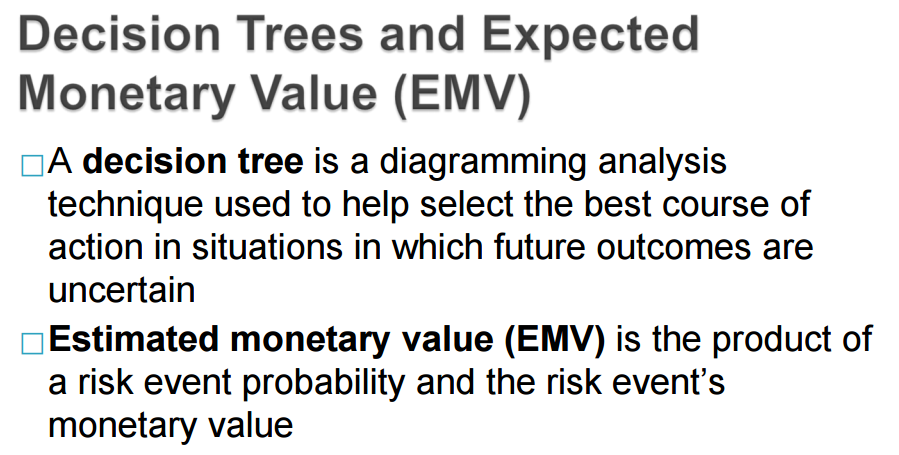 Decision Trees and Expected
Monetary Value (EMV)
□A decision tree is a diagramming analysis
technique used to help select the best course of
action in situations in which future outcomes are
uncertain
□Estimated monetary value (EMV) is the product of
a risk event probability and the risk event’s
monetary value